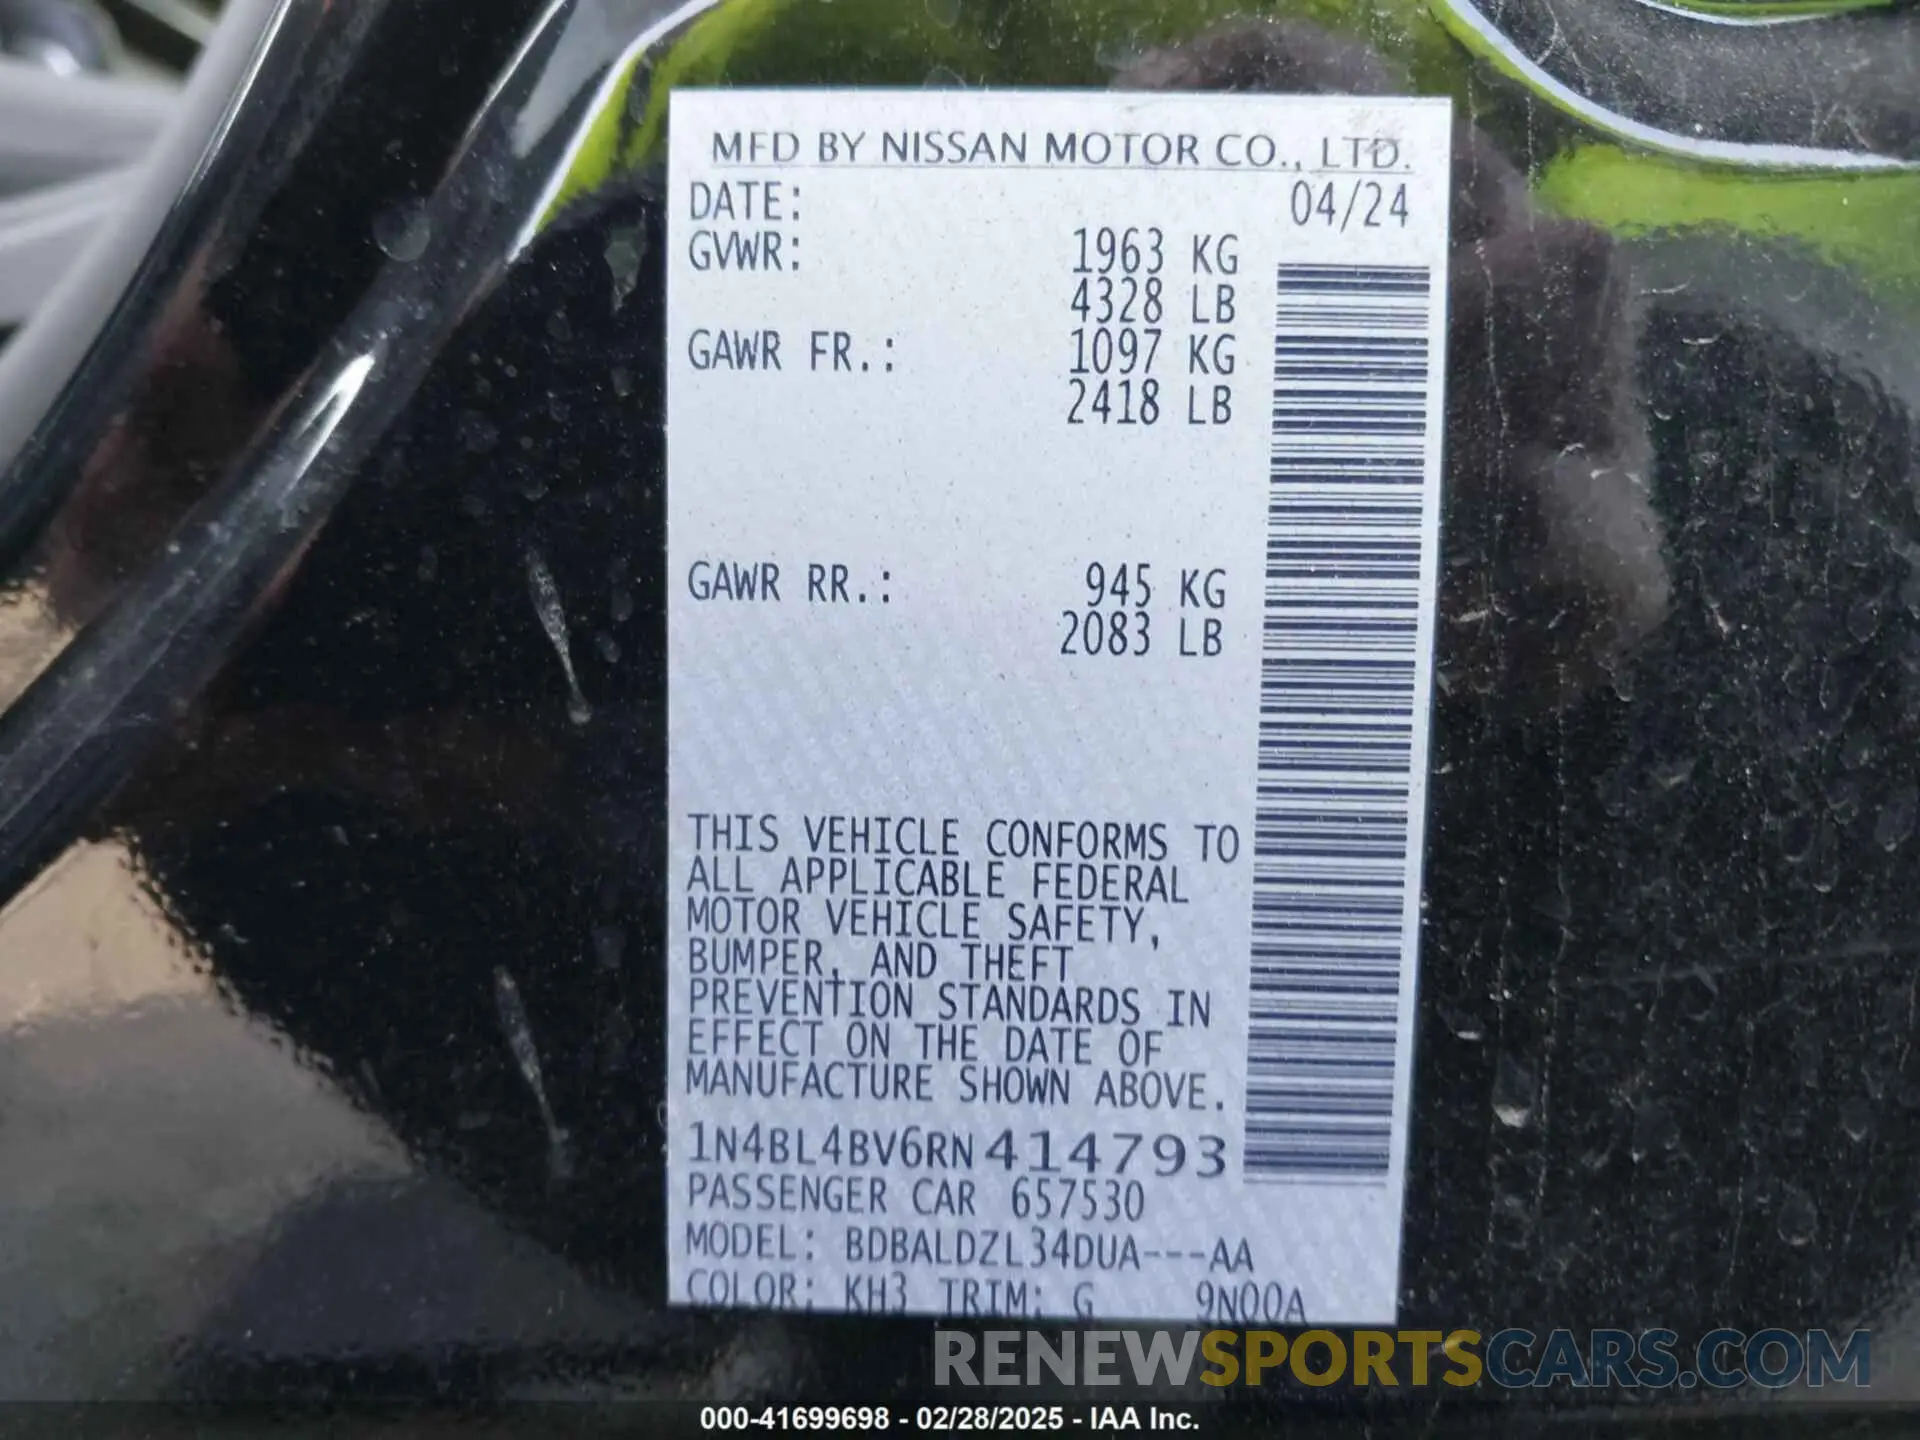 MFD BY NISSAN MOTOR CO., LTD.
DATE: 04/24
GVWR: 1963 KG
4328 LB
GAWR FR.: 1097 KG
2418 LB
GAWR RR.: 945 KG
2083 LB
THIS VEHICLE CONFORMS TO
ALL APPLICABLE FEDERAL
MOTOR VEHICLE SAFETY,
BUMPER, AND THEFT
PREVENTION STANDARDS IN
EFFECT ON THE DATE OF
MANUFACTURE SHOWN ABOVE.
1N4BL4BV6RN414793
PASSENGER CAR 657530
MODEL: BDBALDZL34DUA---AA
COLOR: KH3 TRIM: G 9N00A
RENEWSPORTSCARS.COM
000-41699698 - 02/28/2025 - IAA Inc.